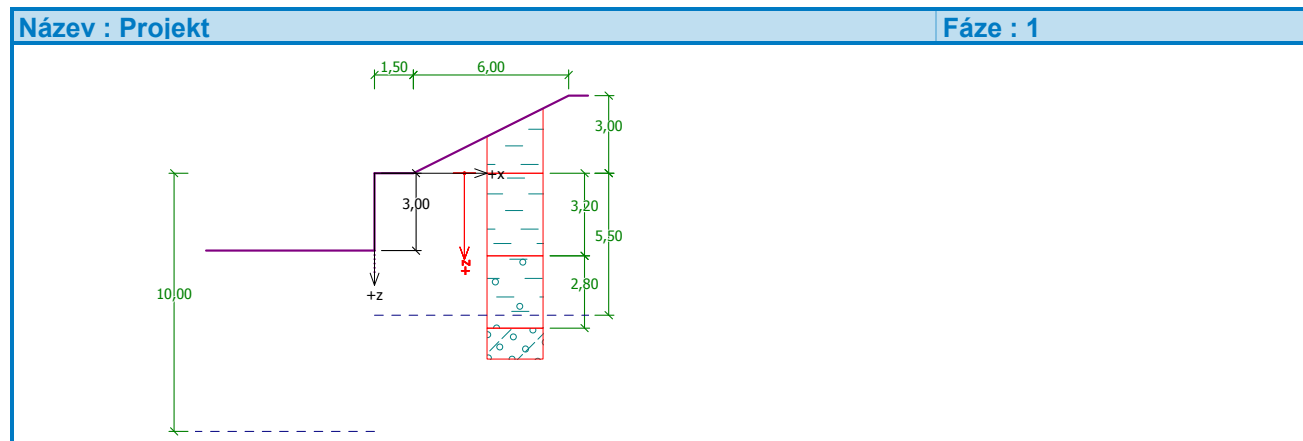 Název : Projekt Fáze : 1
1,50 6,00
3,00
+x
3,00 3,20
5,50
+z
2,80
10,00 +z